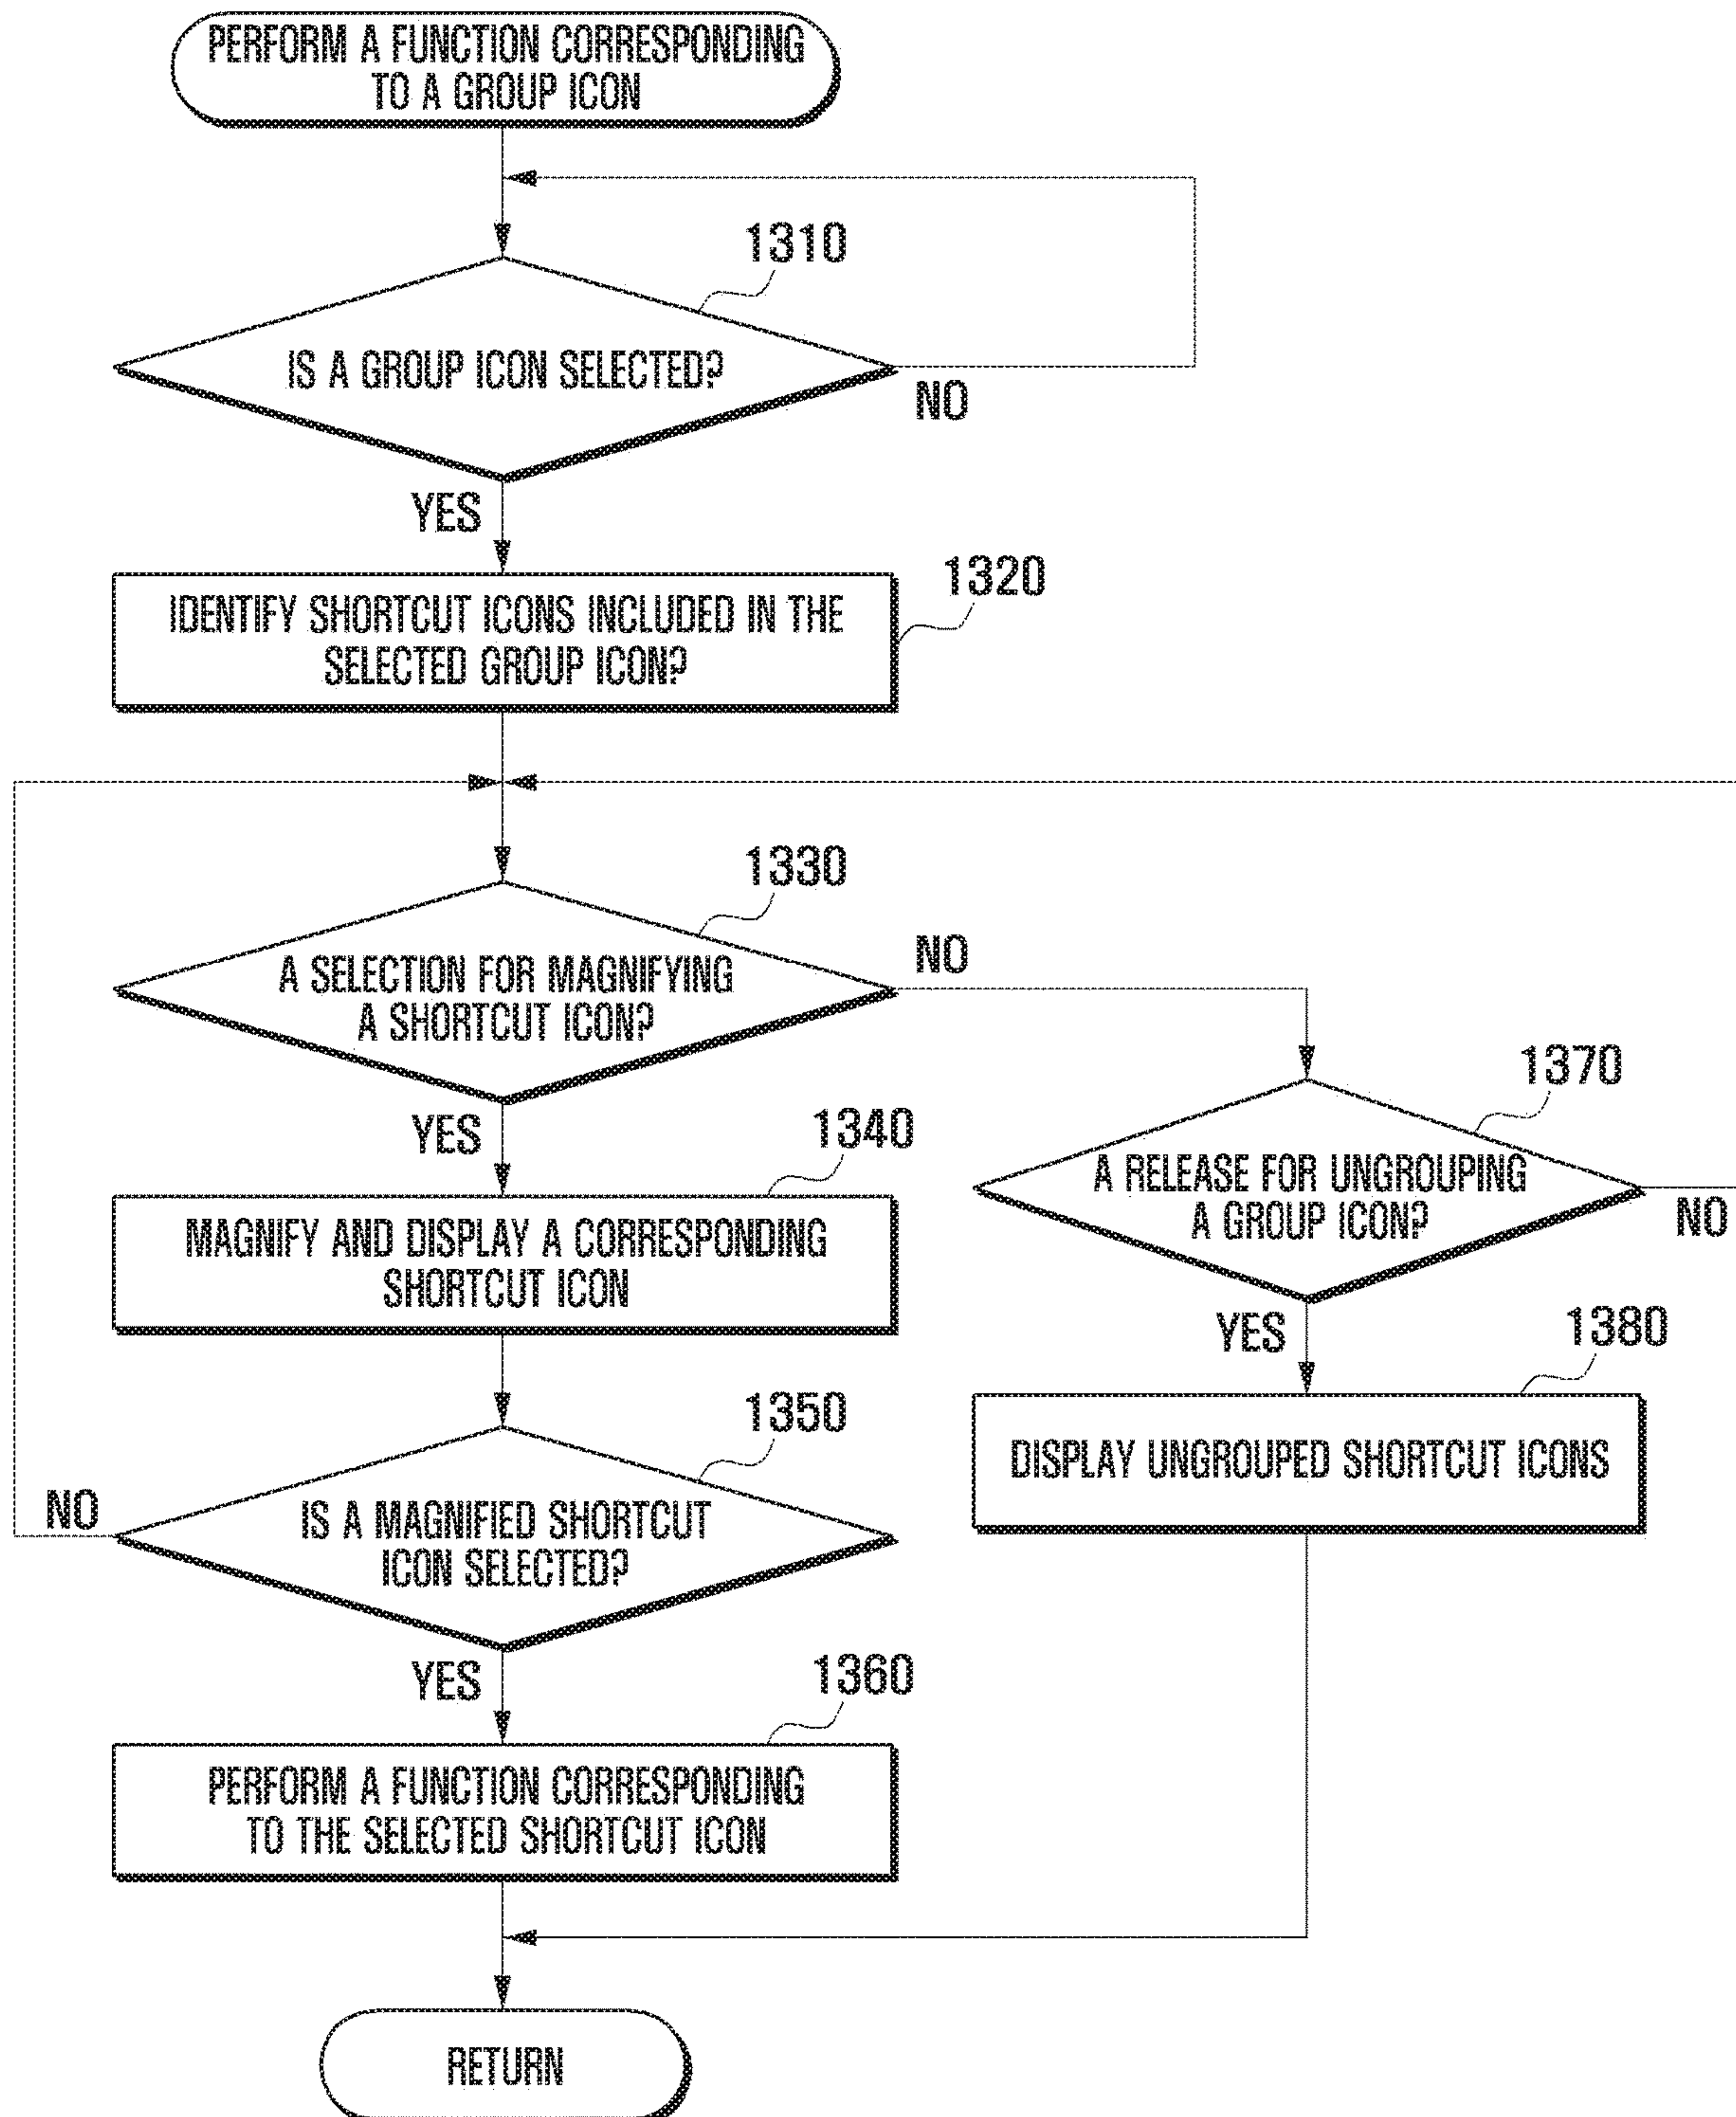 PERFORM A FUNCTION CORRESPONDING
TO A GROUP ICON
1310
IS A GROUP ICON SELECTED?
NO
YES
1320
IDENTIFY SHORTCUT ICONS INCLUDED IN THE
SELECTED GROUP ICON?
1330
A SELECTION FOR MAGNIFYING
A SHORTCUT ICON?
NO
YES
1340
MAGNIFY AND DISPLAY A CORRESPONDING
SHORTCUT ICON
1370
A RELEASE FOR UNGROUPING
A GROUP ICON?
NO
YES
1380
DISPLAY UNGROUPED SHORTCUT ICONS
1350
IS A MAGNIFIED SHORTCUT
ICON SELECTED?
NO
YES
1360
PERFORM A FUNCTION CORRESPONDING
TO THE SELECTED SHORTCUT ICON
RETURN